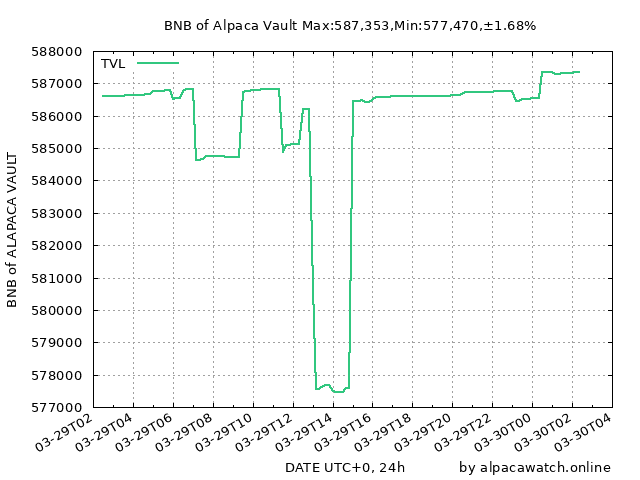 BNB of Alpaca Vault Max:587,353,Min:577,470,±1.68%
TVL
588000
587000
586000
585000
584000
583000
582000
581000
580000
579000
578000
577000
BNB of ALAPACA VAULT
03-29T02
03-29T04
03-29T06
03-29T08
03-29T10
03-29T12
03-29T14
03-29T16
03-29T18
03-29T20
03-29T22
03-30T00
03-30T02
03-30T04
DATE UTC+0, 24h
by alpacawatch.online